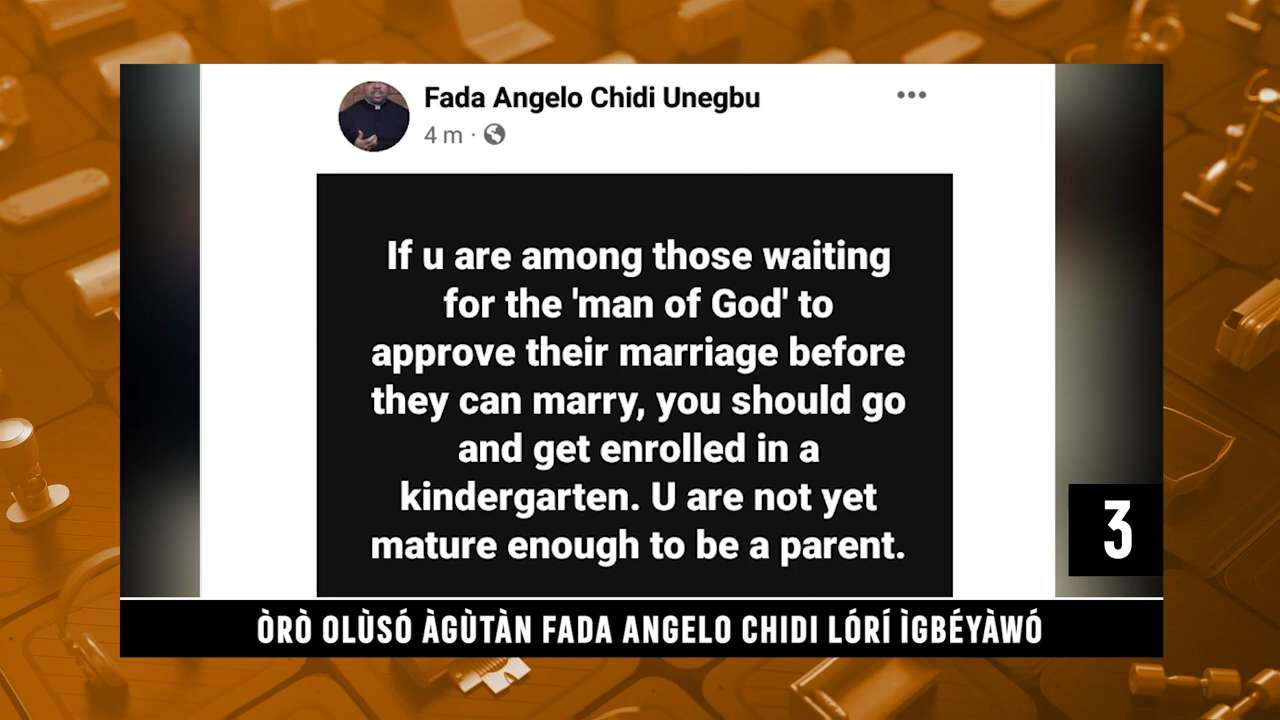 Fada Angelo Chidi Unegbu
4 m ·
If u are among those waiting
for the 'man of God' to
approve their marriage before
they can marry, you should go
and get enrolled in a
kindergarten. U are not yet
mature enough to be a parent.
3
ÒRÒ OLÙSÓ ÀGÙTÀN FADA ANGELO CHIDI LÓRÍ ÌGBÉYÀWÓ